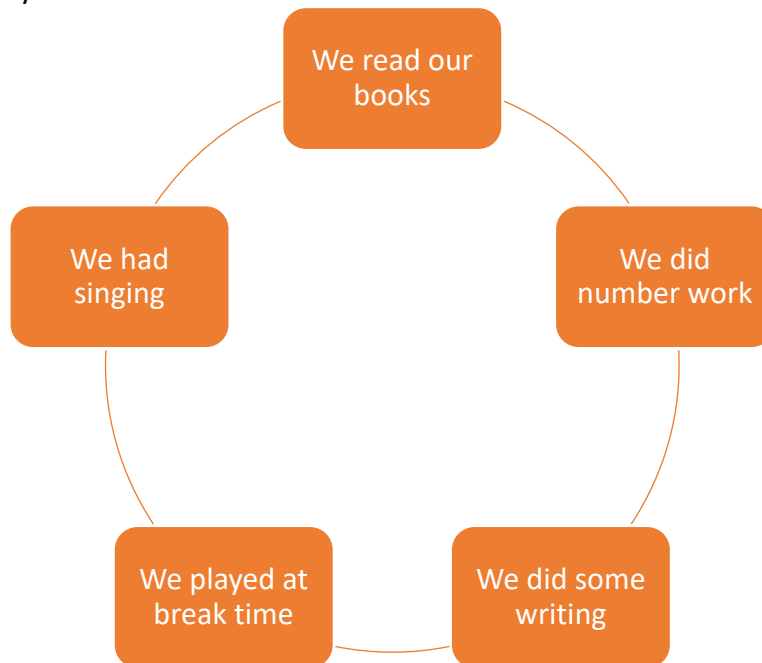 We read our
books
We did
number work
We did some
writing
We played at
break time
We had
singing